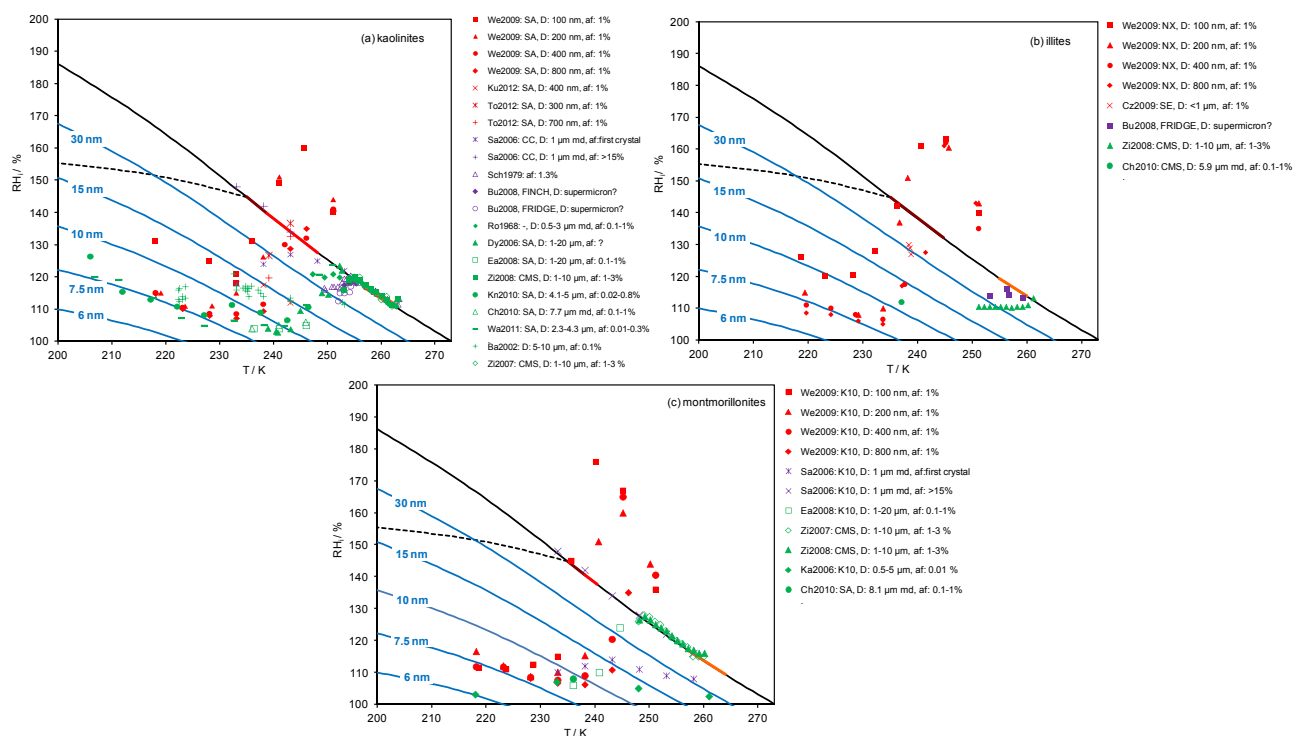 (a) kaolinites
RHi / %
200
190
180
170
160
150
140
130
120
110
100
30 nm
15 nm
10 nm
7.5 nm
6 nm
200 210 220 230 240 250 260 270
T / K
We2009: SA, D: 100 nm, af: 1%
We2009: SA, D: 200 nm, af: 1%
We2009: SA, D: 400 nm, af: 1%
We2009: SA, D: 800 nm, af: 1%
Ku2012: SA, D: 400 nm, af: 1%
To2012: SA, D: 300 nm, af: 1%
To2012: SA, D: 700 nm, af: 1%
Sa2006: CC, D: 1 µm md, af:first crystal
Sa2006: CC, D: 1 µm md, af: >15%
Sch1979: af: 1.3%
Bu2008, FINCH, D: supermicron?
Bu2008, FRIDGE, D: supermicron?
Ro1968: -, D: 0.5-3 µm md, af: 0.1-1%
Dy2006: SA, D: 1-20 µm, af: ?
Ea2008: SA, D: 1-20 µm, af: 0.1-1%
Zi2008: CMS, D: 1-10 µm, af: 1-3%
Kn2010: SA, D: 4.1-5 µm, af: 0.02-0.8%
Ch2010: SA, D: 7.7 µm md, af: 0.1-1%
Wa2011: SA, D: 2.3-4.3 µm, af: 0.01-0.3%
Ba2002: D: 5-10 µm, af: 0.1%
Zi2007: CMS, D: 1-10 µm, af: 1-3 %
(b) illites
RHi / %
200
190
180
170
160
150
140
130
120
110
100
30 nm
15 nm
10 nm
7.5 nm
6 nm
200 210 220 230 240 250 260 270
T / K
We2009: NX, D: 100 nm, af: 1%
We2009: NX, D: 200 nm, af: 1%
We2009: NX, D: 400 nm, af: 1%
We2009: NX, D: 800 nm, af: 1%
Cz2009: SE, D: <1 µm, af: 1%
Bu2008, FRIDGE, D: supermicron?
Zi2008: CMS, D: 1-10 µm, af: 1-3%
Ch2010: CMS, D: 5.9 µm md, af: 0.1-1%
(c) montmorillonites
RHi / %
200
190
180
170
160
150
140
130
120
110
100
30 nm
15 nm
10 nm
7.5 nm
6 nm
200 210 220 230 240 250 260 270
T / K
We2009: K10, D: 100 nm, af: 1%
We2009: K10, D: 200 nm, af: 1%
We2009: K10, D: 400 nm, af: 1%
We2009: K10, D: 800 nm, af: 1%
Sa2006: K10, D: 1 µm md, af:first crystal
Sa2006: K10, D: 1 µm md, af: >15%
Ea2008: K10, D: 1-20 µm, af: 0.1-1%
Zi2007: CMS, D: 1-10 µm, af: 1-3 %
Zi2008: CMS, D: 1-10 µm, af: 1-3%
Ka2006: K10, D: 0.5-5 µm, af: 0.01 %
Ch2010: SA, D: 8.1 µm md, af: 0.1-1%